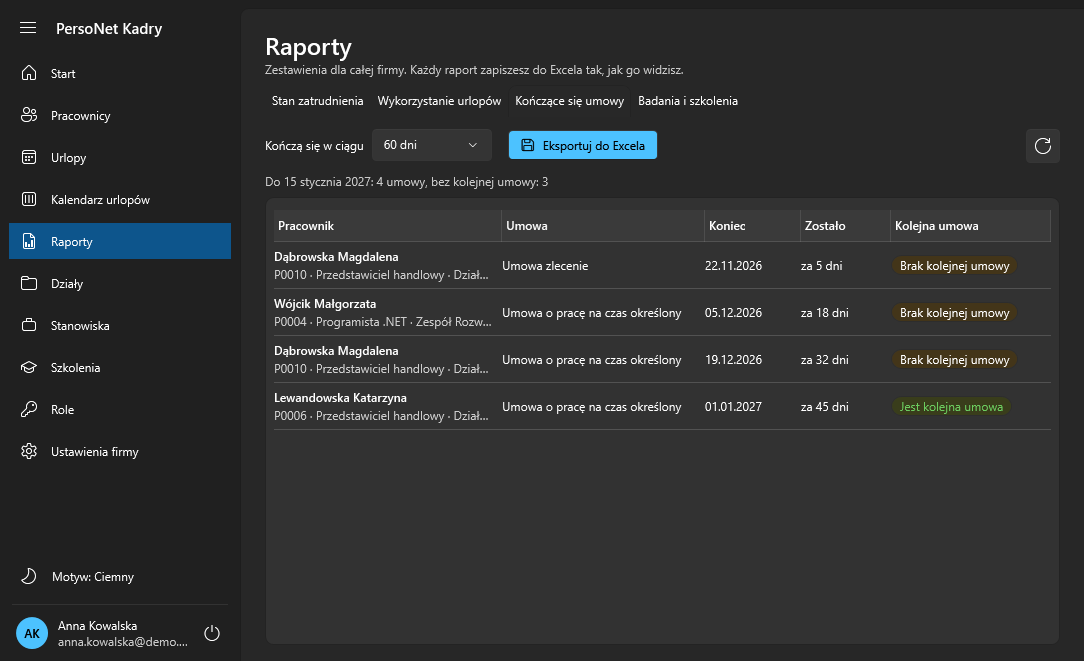 PersoNet Kadry
Start
Pracownicy
Urlopy
Kalendarz urlopów
Raporty
Działy
Stanowiska
Szkolenia
Role
Ustawienia firmy
Motyw: Ciemny
AK
Anna Kowalska
anna.kowalska@demo....
Raporty
Zestawienia dla całej firmy. Każdy raport zapiszesz do Excela tak, jak go widzisz.
Stan zatrudnienia Wykorzystanie urlopów Kończące się umowy Badania i szkolenia
Kończą się w ciągu 60 dni Eksportuj do Excela
Do 15 stycznia 2027: 4 umowy, bez kolejnej umowy: 3
Pracownik Umowa Koniec Zostało Kolejna umowa
Dąbrowska Magdalena
P0010 · Przedstawiciel handlowy · Dział... Umowa zlecenie 22.11.2026 za 5 dni Brak kolejnej umowy
Wójcik Małgorzata
P0004 · Programista .NET · Zespół Rozw... Umowa o pracę na czas określony 05.12.2026 za 18 dni Brak kolejnej umowy
Dąbrowska Magdalena
P0010 · Przedstawiciel handlowy · Dział... Umowa o pracę na czas określony 19.12.2026 za 32 dni Brak kolejnej umowy
Lewandowska Katarzyna
P0006 · Przedstawiciel handlowy · Dział... Umowa o pracę na czas określony 01.01.2027 za 45 dni Jest kolejna umowa